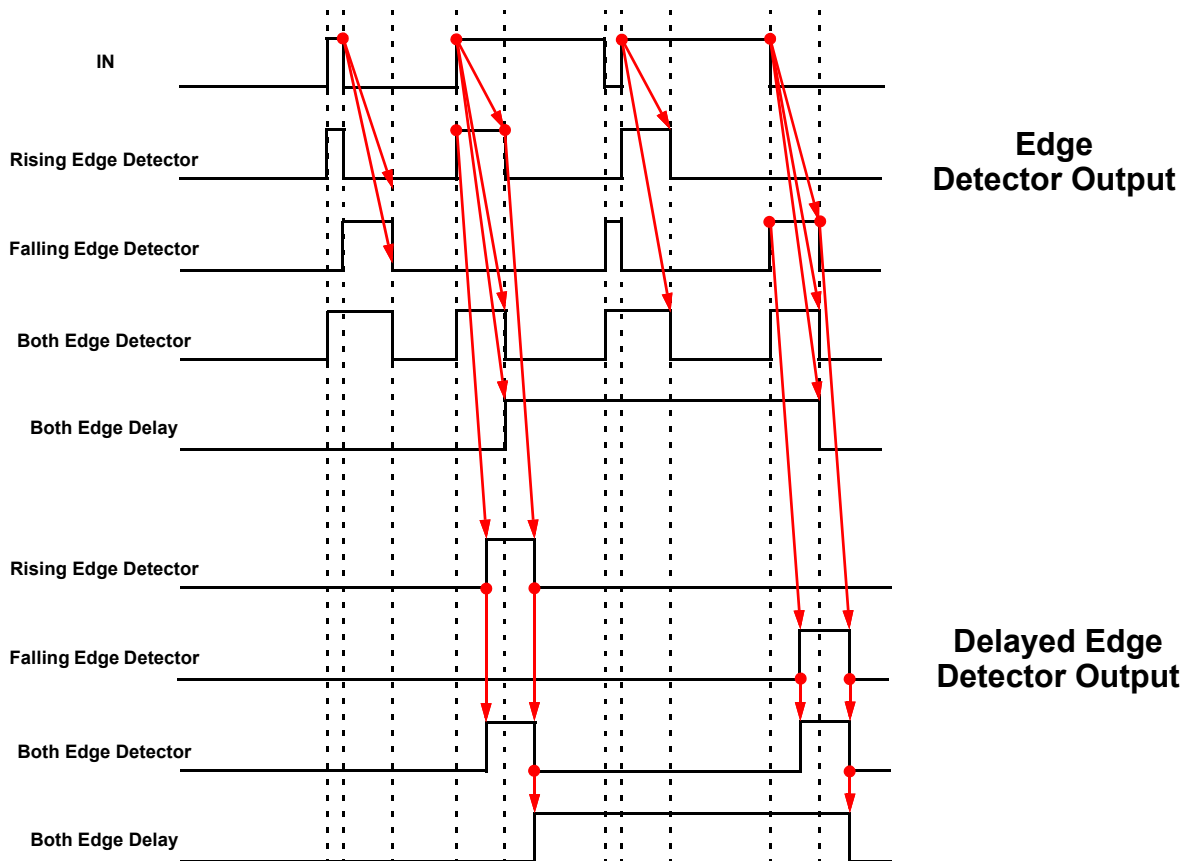 IN
Rising Edge Detector
Falling Edge Detector
Both Edge Detector
Both Edge Delay
Edge
Detector Output
Rising Edge Detector
Falling Edge Detector
Both Edge Detector
Both Edge Delay
Delayed Edge
Detector Output